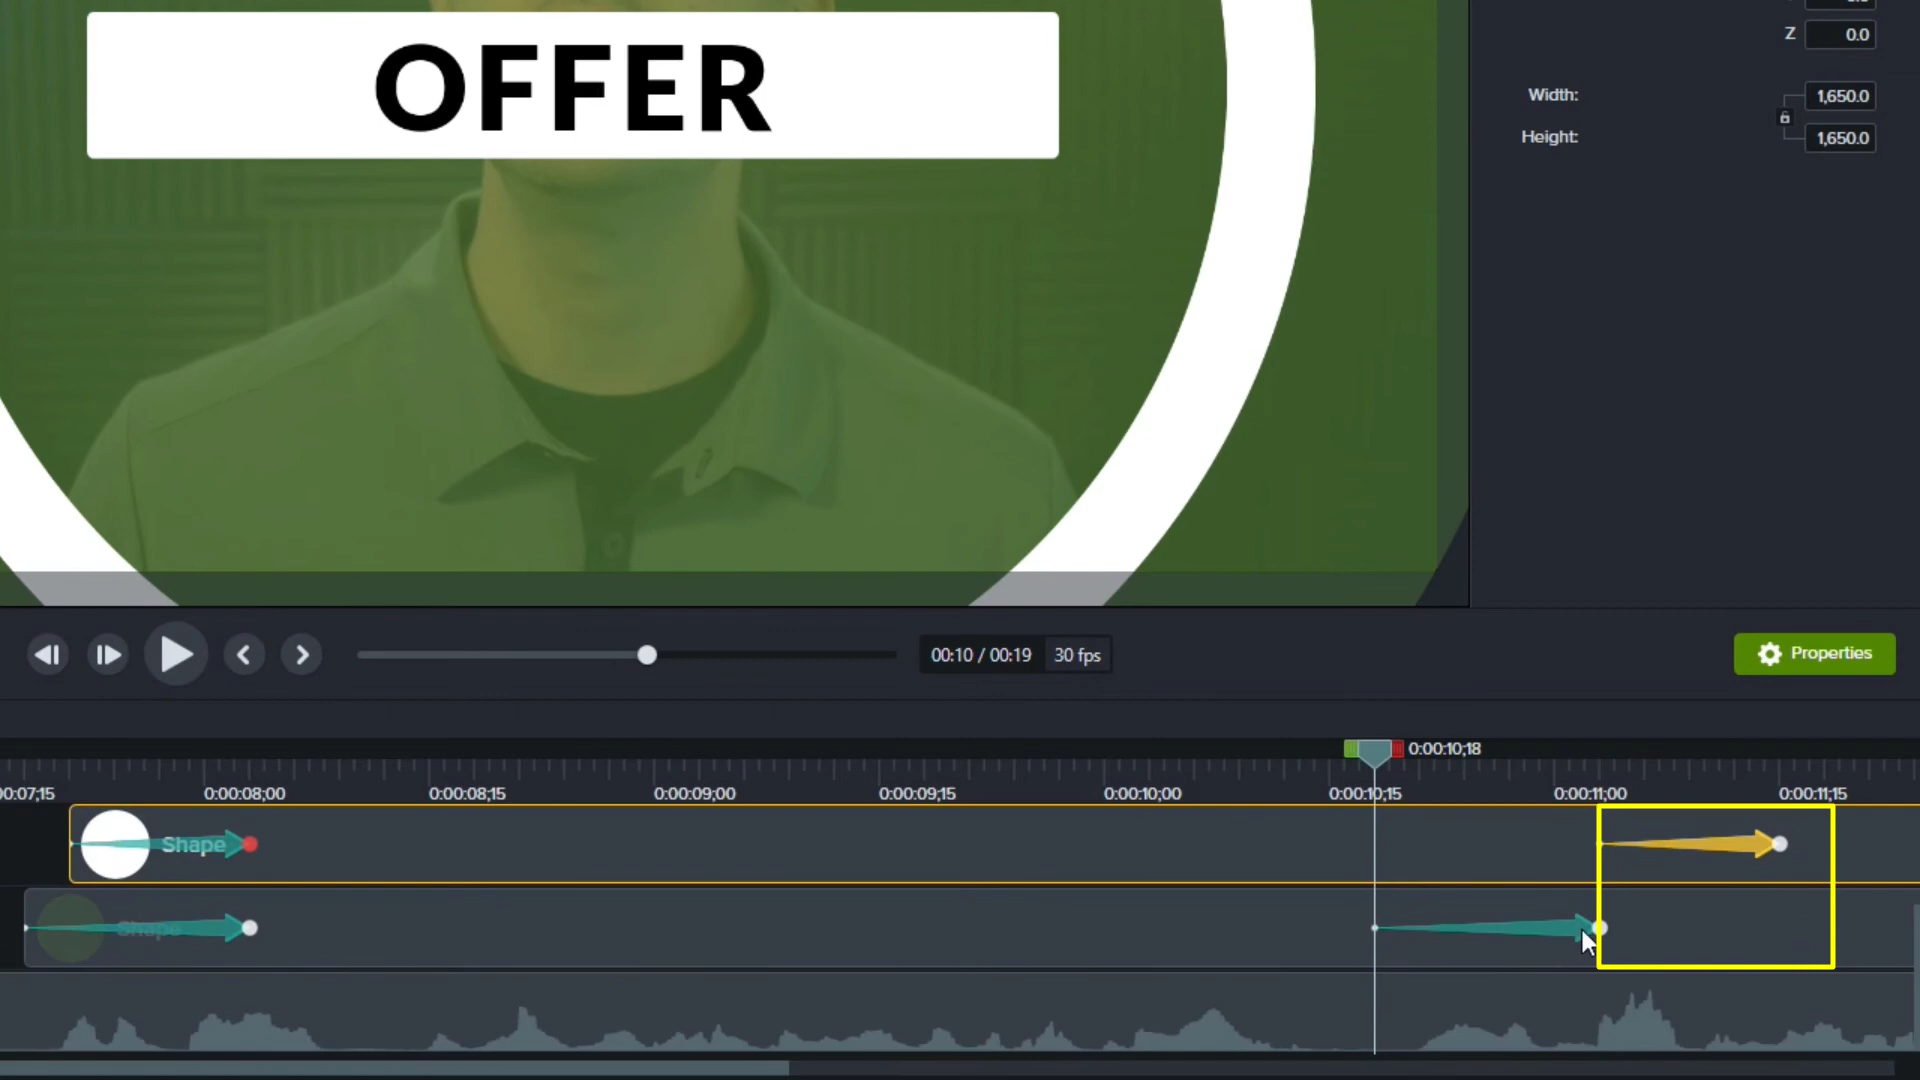 OFFER
Z 0.0
Width: 1,650.0
Height: 1,650.0
00:10 / 00:19 30 fps
Properties
0:00:10;18
0:00:07;15 0:00:08;00 0:00:08;15 0:00:09;00 0:00:09;15 0:00:10;00 0:00:10;15 0:00:11;00 0:00:11;15
Shape
Shape